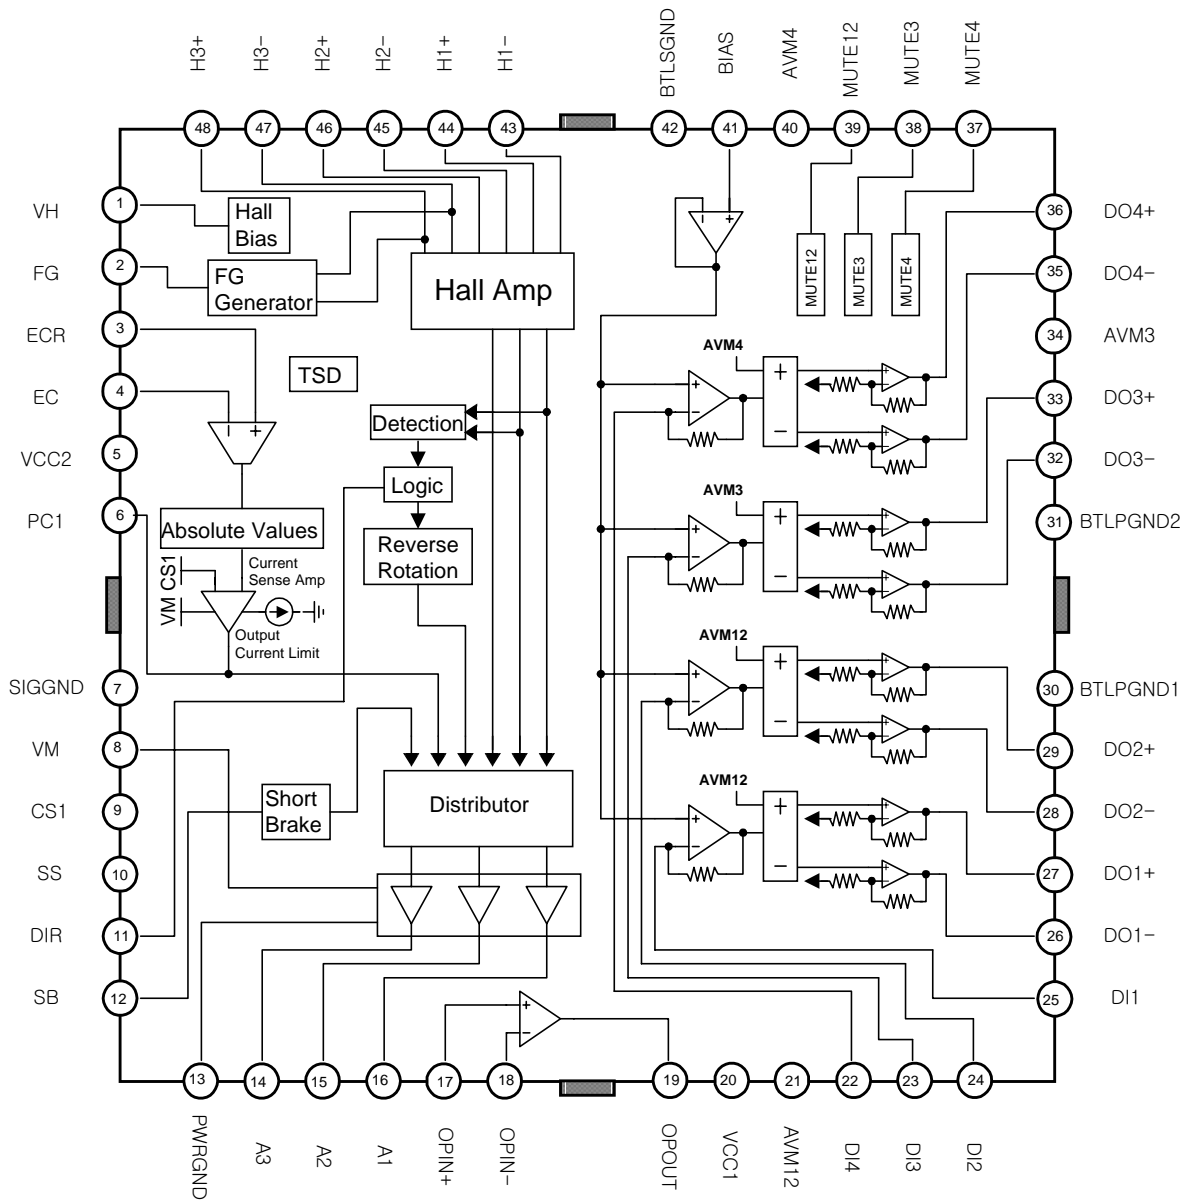 H3+
H3-
H2+
H2-
H1+
H1-
BTLSGND
BIAS
AVM4
MUTE12
MUTE3
MUTE4
48
47
46
45
44
43
42
41
40
39
38
37
VH
1
Hall
Bias
FG
2
FG
Generator
Hall Amp
ECR
3
EC
4
TSD
VCC2
5
Detection
PC1
6
Logic
Absolute Values
Reverse
Rotation
Current
Sense Amp
VM CS1
Output
Current Limit
SIGGND
7
VM
8
CS1
9
Short
Brake
Distributor
SS
10
DIR
11
SB
12
- +
MUTE12
MUTE3
MUTE4
- +
AVM4
+
-
+
-
+
-
+
-
AVM3
+
-
+
-
+
-
+
-
AVM12
+
-
+
-
+
-
+
-
AVM12
+
-
+
-
+
-
+
-
+
-
36
DO4+
35
DO4-
34
AVM3
33
DO3+
32
DO3-
31
BTLPGND2
30
BTLPGND1
29
DO2+
28
DO2-
27
DO1+
26
DO1-
25
DI1
13
14
15
16
17
18
19
20
21
22
23
24
PWRGND
A3
A2
A1
OPIN+
OPIN-
OPOUT
VCC1
AVM12
DI4
DI3
DI2